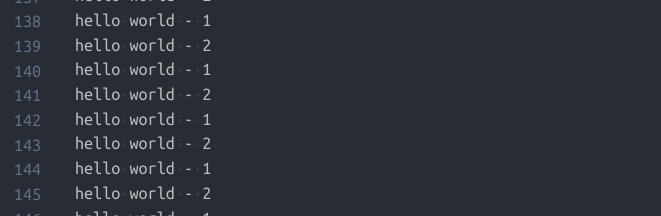 138 hello world - 1
139 hello world - 2
140 hello world - 1
141 hello world - 2
142 hello world - 1
143 hello world - 2
144 hello world - 1
145 hello world - 2